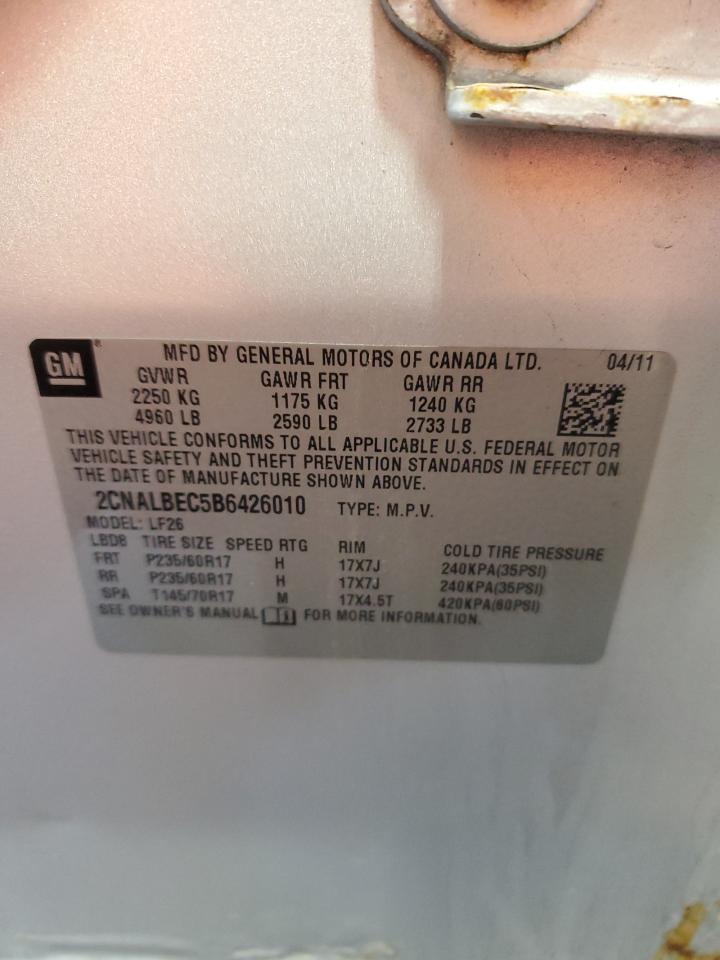 GM
MFD BY GENERAL MOTORS OF CANADA LTD. 04/11
GVWR GAWR FRT GAWR RR
2250 KG 1175 KG 1240 KG
4960 LB 2590 LB 2733 LB
THIS VEHICLE CONFORMS TO ALL APPLICABLE U.S. FEDERAL MOTOR
VEHICLE SAFETY AND THEFT PREVENTION STANDARDS IN EFFECT ON
THE DATE OF MANUFACTURE SHOWN ABOVE.
2CNALBEC5B6426010 TYPE: M.P.V.
MODEL: LF26
LBDB TIRE SIZE SPEED RTG RIM COLD TIRE PRESSURE
FRT P235/60R17 H 17X7J 240KPA(35PSI)
RR P235/60R17 H 17X7J 240KPA(35PSI)
SPA T145/70R17 M 17X4.5T 420KPA(60PSI)
SEE OWNER'S MANUAL FOR MORE INFORMATION.